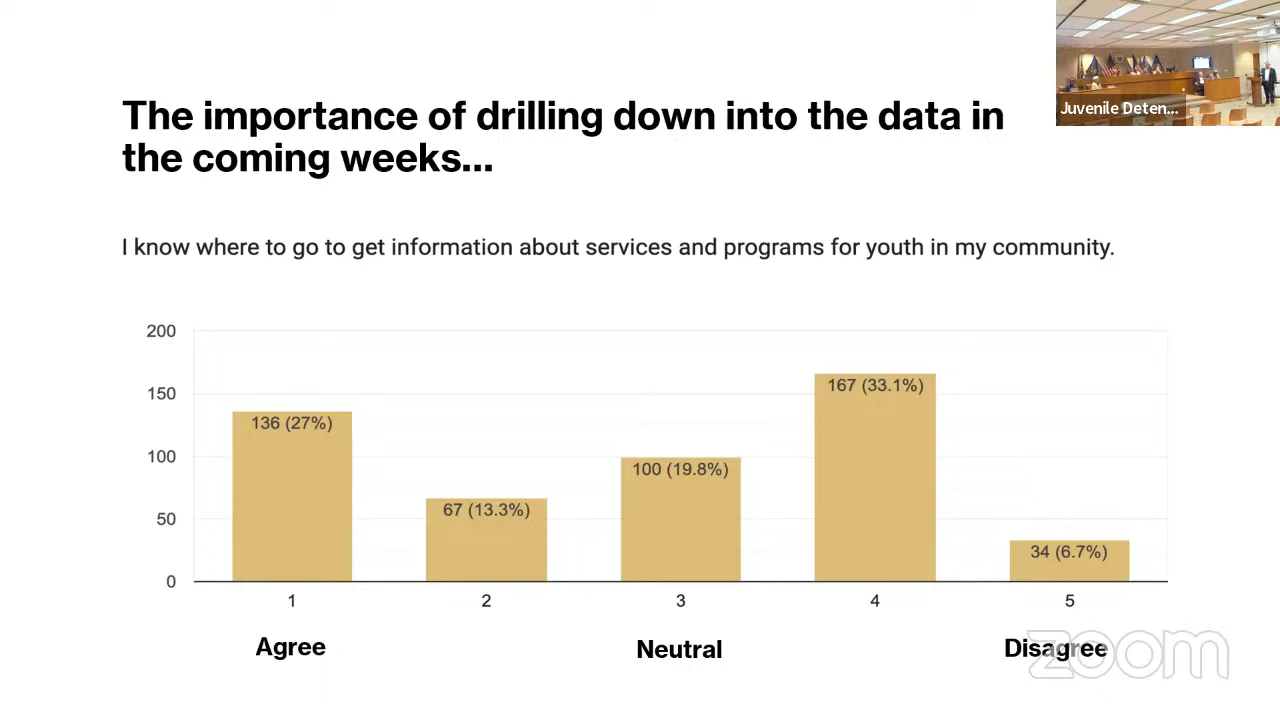 Juvenile Deten...
The importance of drilling down into the data in
the coming weeks...
I know where to go to get information about services and programs for youth in my community.
200
150
100
50
0
136 (27%)
67 (13.3%)
100 (19.8%)
167 (33.1%)
34 (6.7%)
1
2
3
4
5
Agree
Neutral
Disagree
zoom